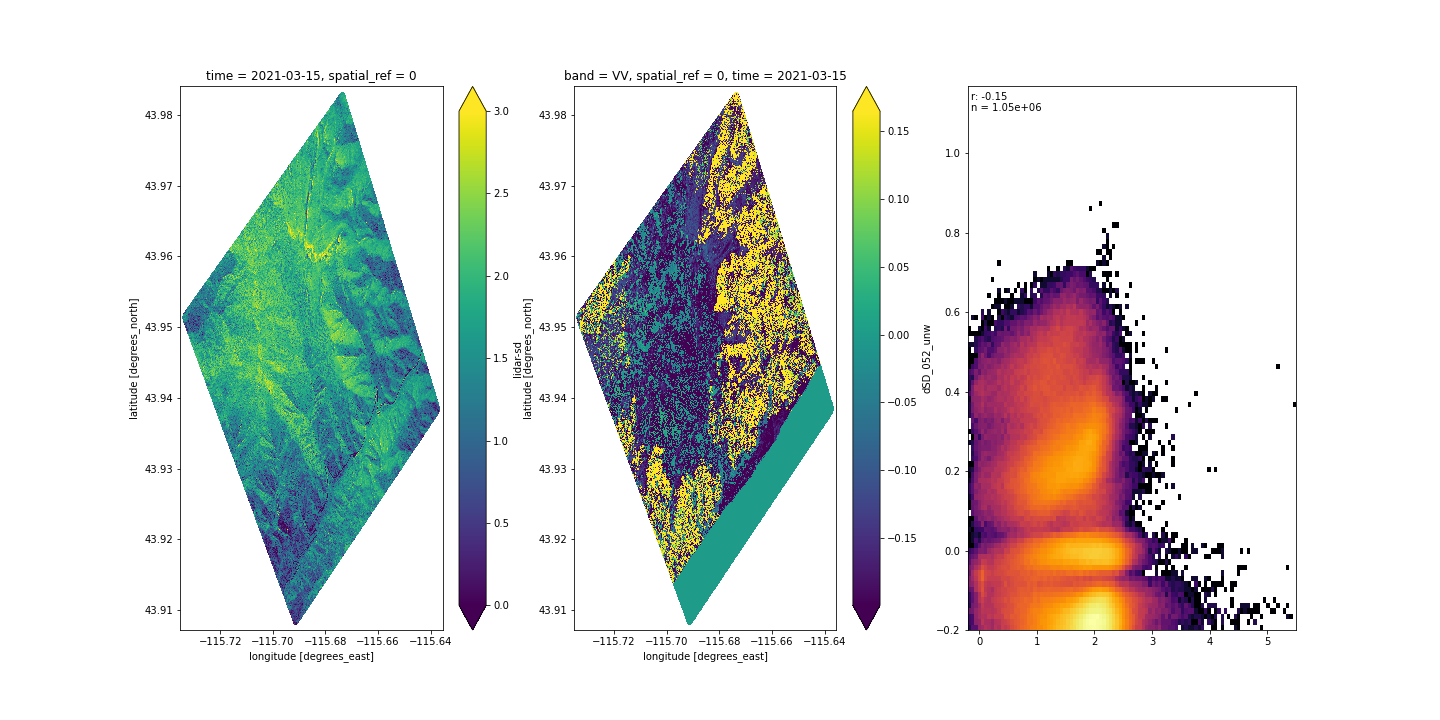 time = 2021-03-15, spatial_ref = 0
43.98
43.97
43.96
43.95
43.94
43.93
43.92
43.91
latitude [degrees_north]
−115.72 −115.70 −115.68 −115.66 −115.64
longitude [degrees_east]
3.0
2.5
2.0
1.5
1.0
0.5
0.0
lidar-sd
band = VV, spatial_ref = 0, time = 2021-03-15
43.98
43.97
43.96
43.95
43.94
43.93
43.92
43.91
latitude [degrees_north]
−115.72 −115.70 −115.68 −115.66 −115.64
longitude [degrees_east]
0.15
0.10
0.05
0.00
−0.05
−0.10
−0.15
dSD_052_unw
r: -0.15
n = 1.05e+06
1.0
0.8
0.6
0.4
0.2
0.0
−0.2
0 1 2 3 4 5